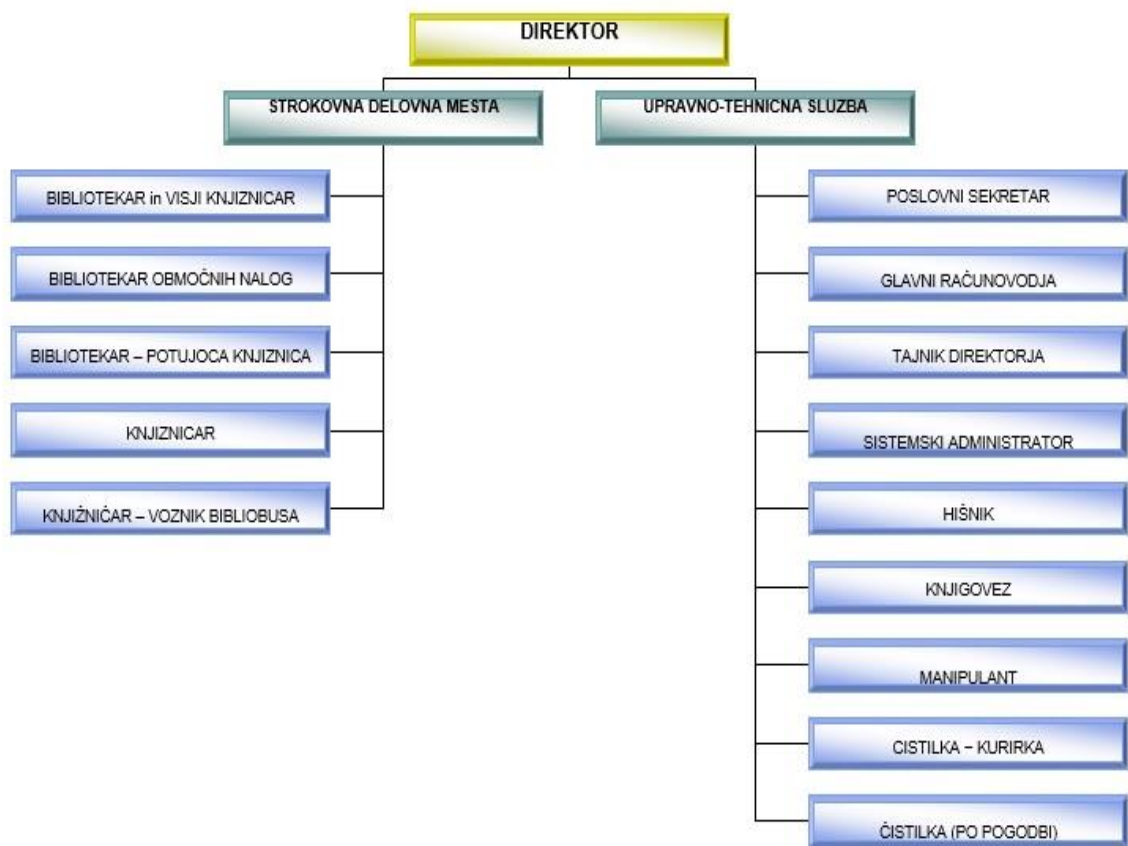 DIREKTOR
STROKOVNA DELOVNA MESTA
UPRAVNO-TEHNICNA SLUZBA
BIBLIOTEKAR in VISJI KNJIZNICAR
BIBLIOTEKAR OBMOČNIH NALOG
BIBLIOTEKAR – POTUJOCA KNJIZNICA
KNJIZNICAR
KNJIŽNIČAR – VOZNIK BIBLIOBUSA
POSLOVNI SEKRETAR
GLAVNI RAČUNOVODJA
TAJNIK DIREKTORJA
SISTEMSKI ADMINISTRATOR
HIŠNIK
KNJIGOVEZ
MANIPULANT
CISTILKA – KURIRKA
ČISTILKA (PO POGODBI)